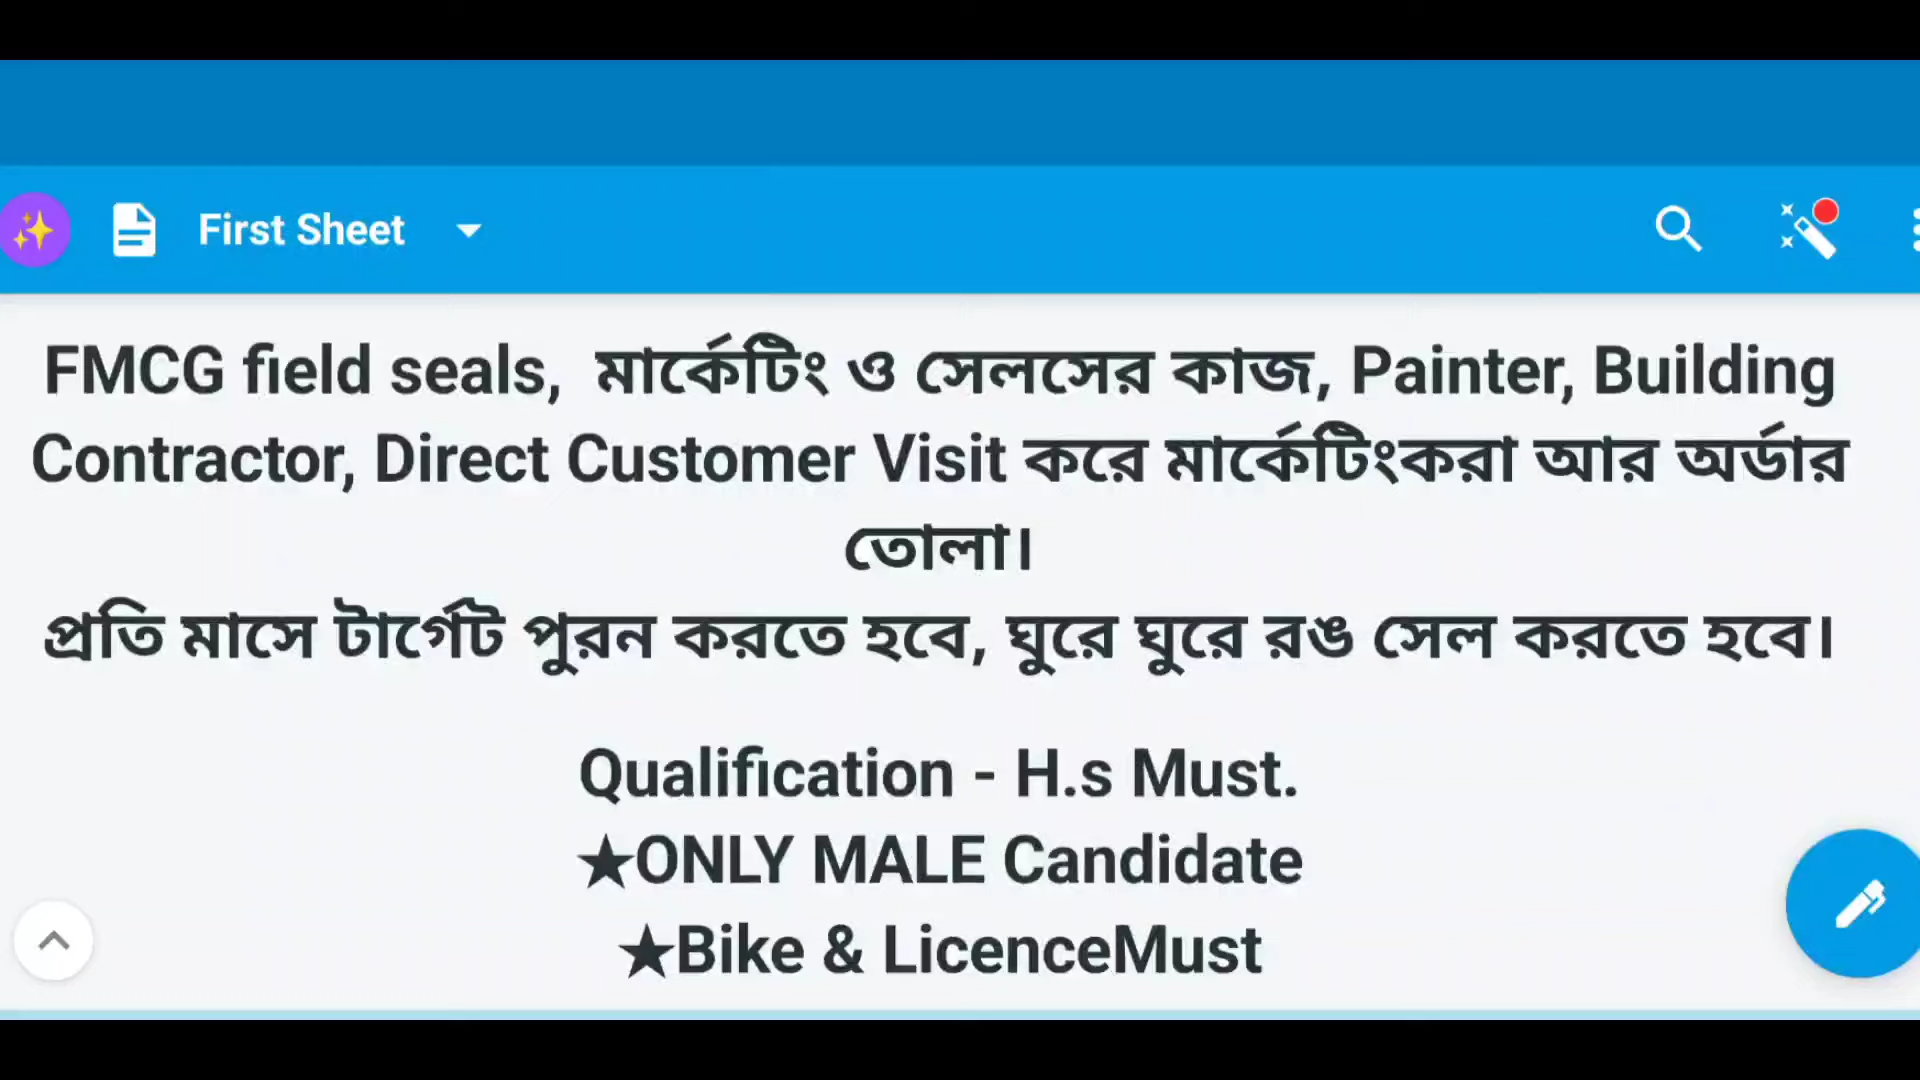 First Sheet
FMCG field seals, মার্কেটিং ও সেলসের কাজ, Painter, Building
Contractor, Direct Customer Visit করে মার্কেটিংকরা আর অর্ডার
তোলা।
প্রতি মাসে টার্গেট পুরন করতে হবে, ঘুরে ঘুরে রঙ সেল করতে হবে।
Qualification - H.s Must.
★ONLY MALE Candidate
★Bike & LicenceMust